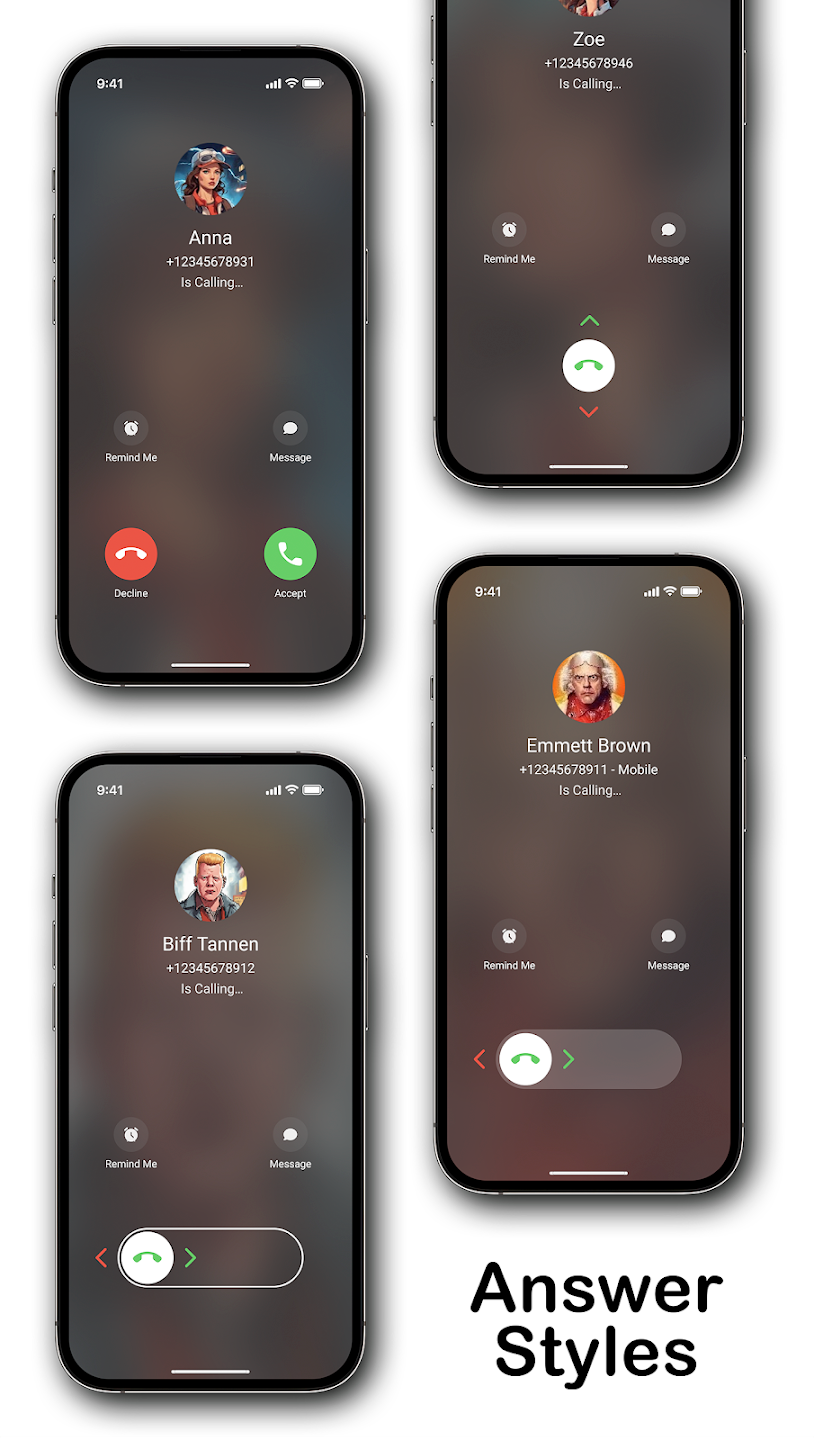 9:41
Anna
+12345678931
Is Calling...
Remind Me
Message
Decline
Accept
Zoe
+12345678946
Is Calling...
Remind Me
Message
9:41
Biff Tannen
+12345678912
Is Calling...
Remind Me
Message
9:41
Emmett Brown
+12345678911 - Mobile
Is Calling...
Remind Me
Message
Answer
Styles